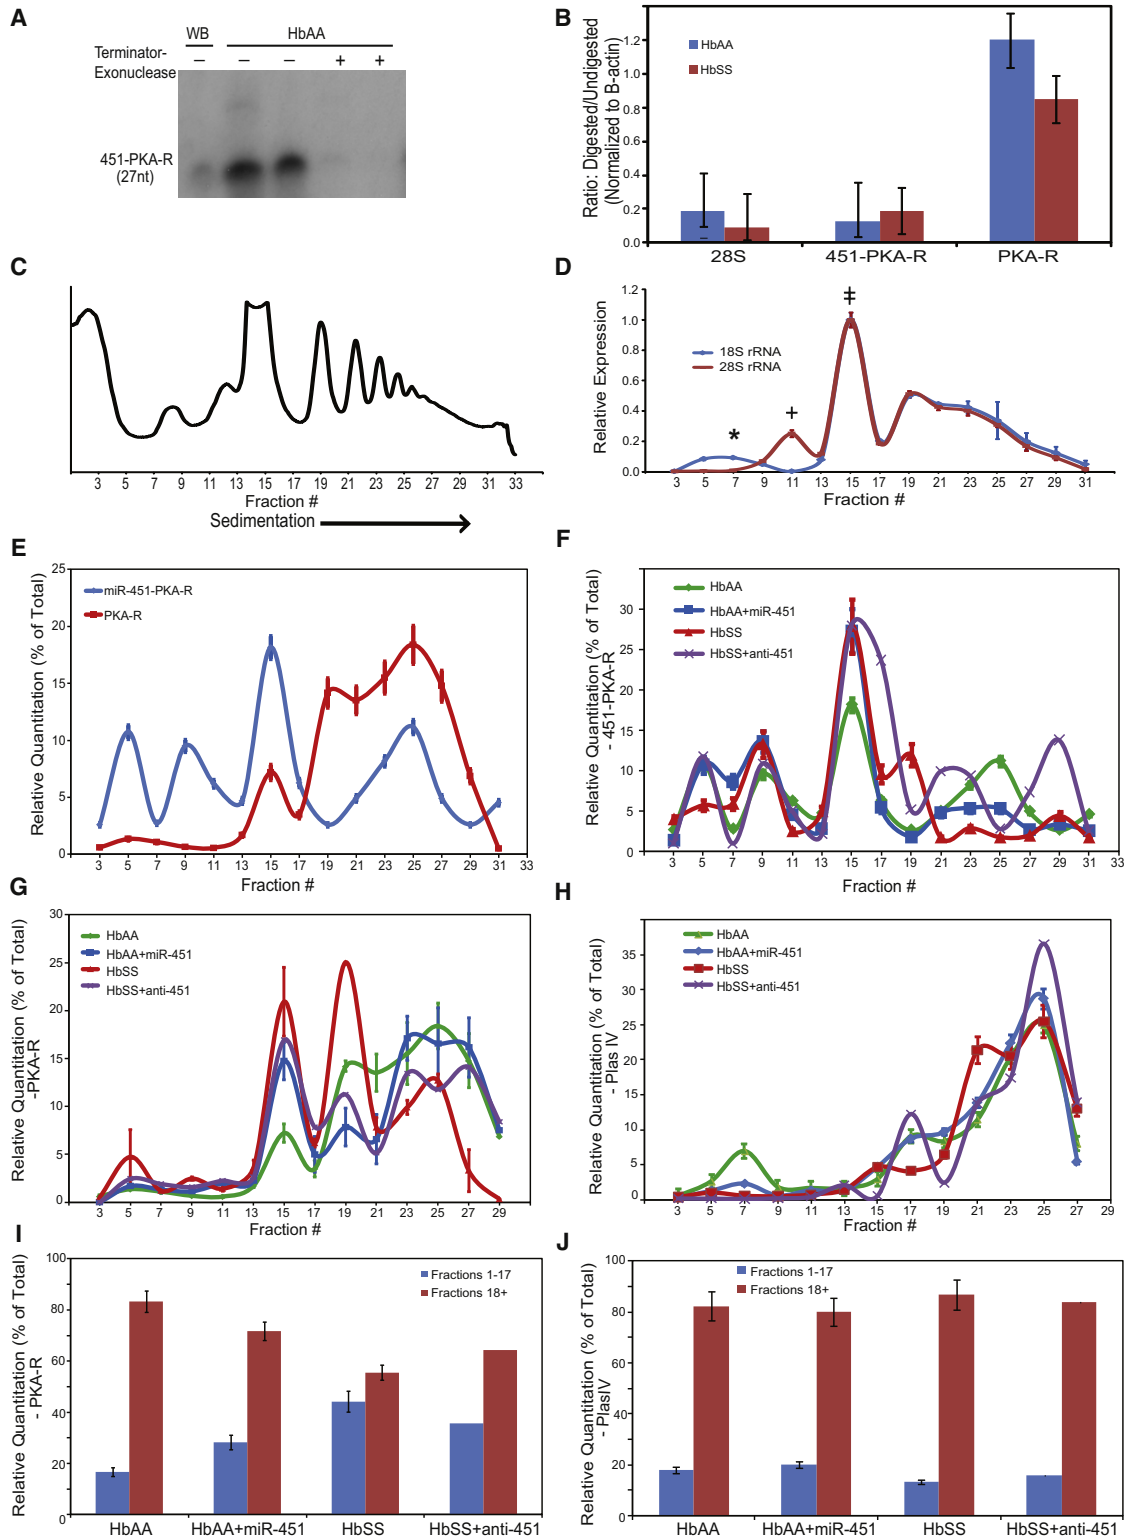 A
WB
HbAA
Terminator-
Exonuclease
– – – + +
451-PKA-R
(27nt)
B
Ratio: Digested/Undigested
(Normalized to B-actin)
1.2
1.0
0.8
0.6
0.4
0.2
0.0
HbAA
HbSS
28S 451-PKA-R PKA-R
C
3 5 7 9 11 13 15 17 19 21 23 25 27 29 31 33
Fraction #
Sedimentation
D
Relative Expression
1.2
1.0
0.8
0.6
0.4
0.2
0.0
18S rRNA
28S rRNA
*
+
‡
3 5 7 9 11 13 15 17 19 21 23 25 27 29 31
Fraction #
E
Relative Quantitation (% of Total)
25
20
15
10
5
0
miR-451-PKA-R
PKA-R
3 5 7 9 11 13 15 17 19 21 23 25 27 29 31 33
Fraction #
F
Relative Quantitation (% of Total)
- 451-PKA-R
30
25
20
15
10
5
0
HbAA
HbAA+miR-451
HbSS
HbSS+anti-451
3 5 7 9 11 13 15 17 19 21 23 25 27 29 31 33
Fraction #
G
Relative Quantitation (% of Total)
-PKA-R
30
25
20
15
10
5
0
HbAA
HbAA+miR-451
HbSS
HbSS+anti-451
3 5 7 9 11 13 15 17 19 21 23 25 27 29
Fraction #
H
Relative Quantitation (% of Total)
- Plas IV
35
30
25
20
15
10
5
0
HbAA
HbAA+miR-451
HbSS
HbSS+anti-451
3 5 7 9 11 13 15 17 19 21 23 25 27 29
Fraction #
I
Relative Quantitation (% of Total)
- PKA-R
100
80
60
40
20
0
Fractions 1-17
Fractions 18+
HbAA HbAA+miR-451 HbSS HbSS+anti-451
J
Relative Quantitation (% of Total)
- PlasIV
100
80
60
40
20
0
Fractions 1-17
Fractions 18+
HbAA HbAA+miR-451 HbSS HbSS+anti-451